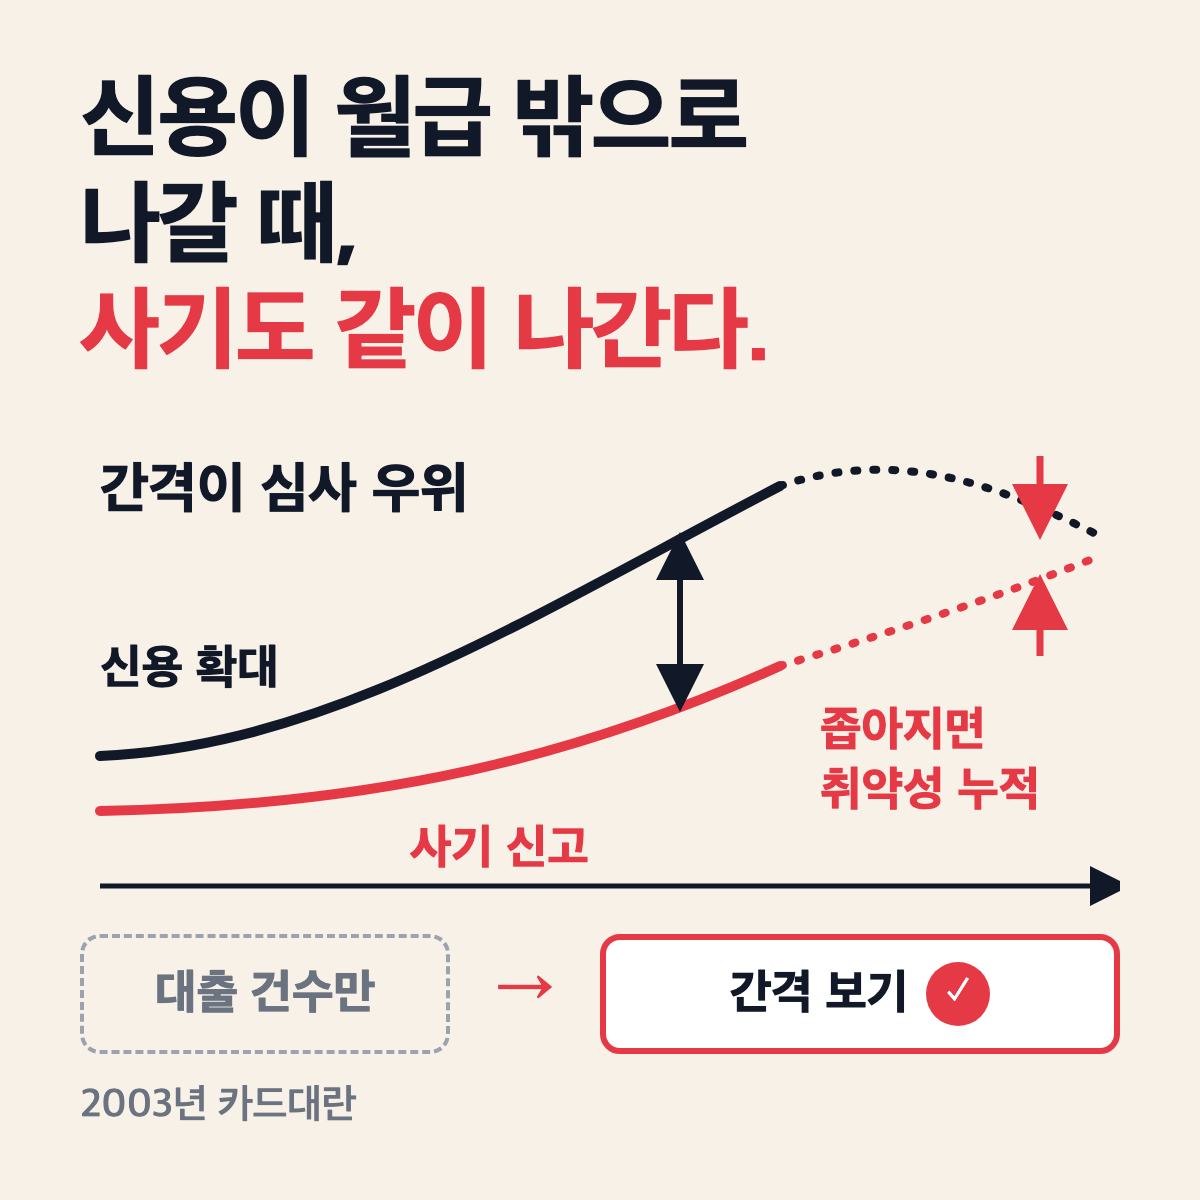 신용이 월급 밖으로
나갈 때,
사기도 같이 나간다.
간격이 심사 우위
신용 확대
좁아지면
취약성 누적
사기 신고
대출 건수만
→
간격 보기 ✓
2003년 카드대란